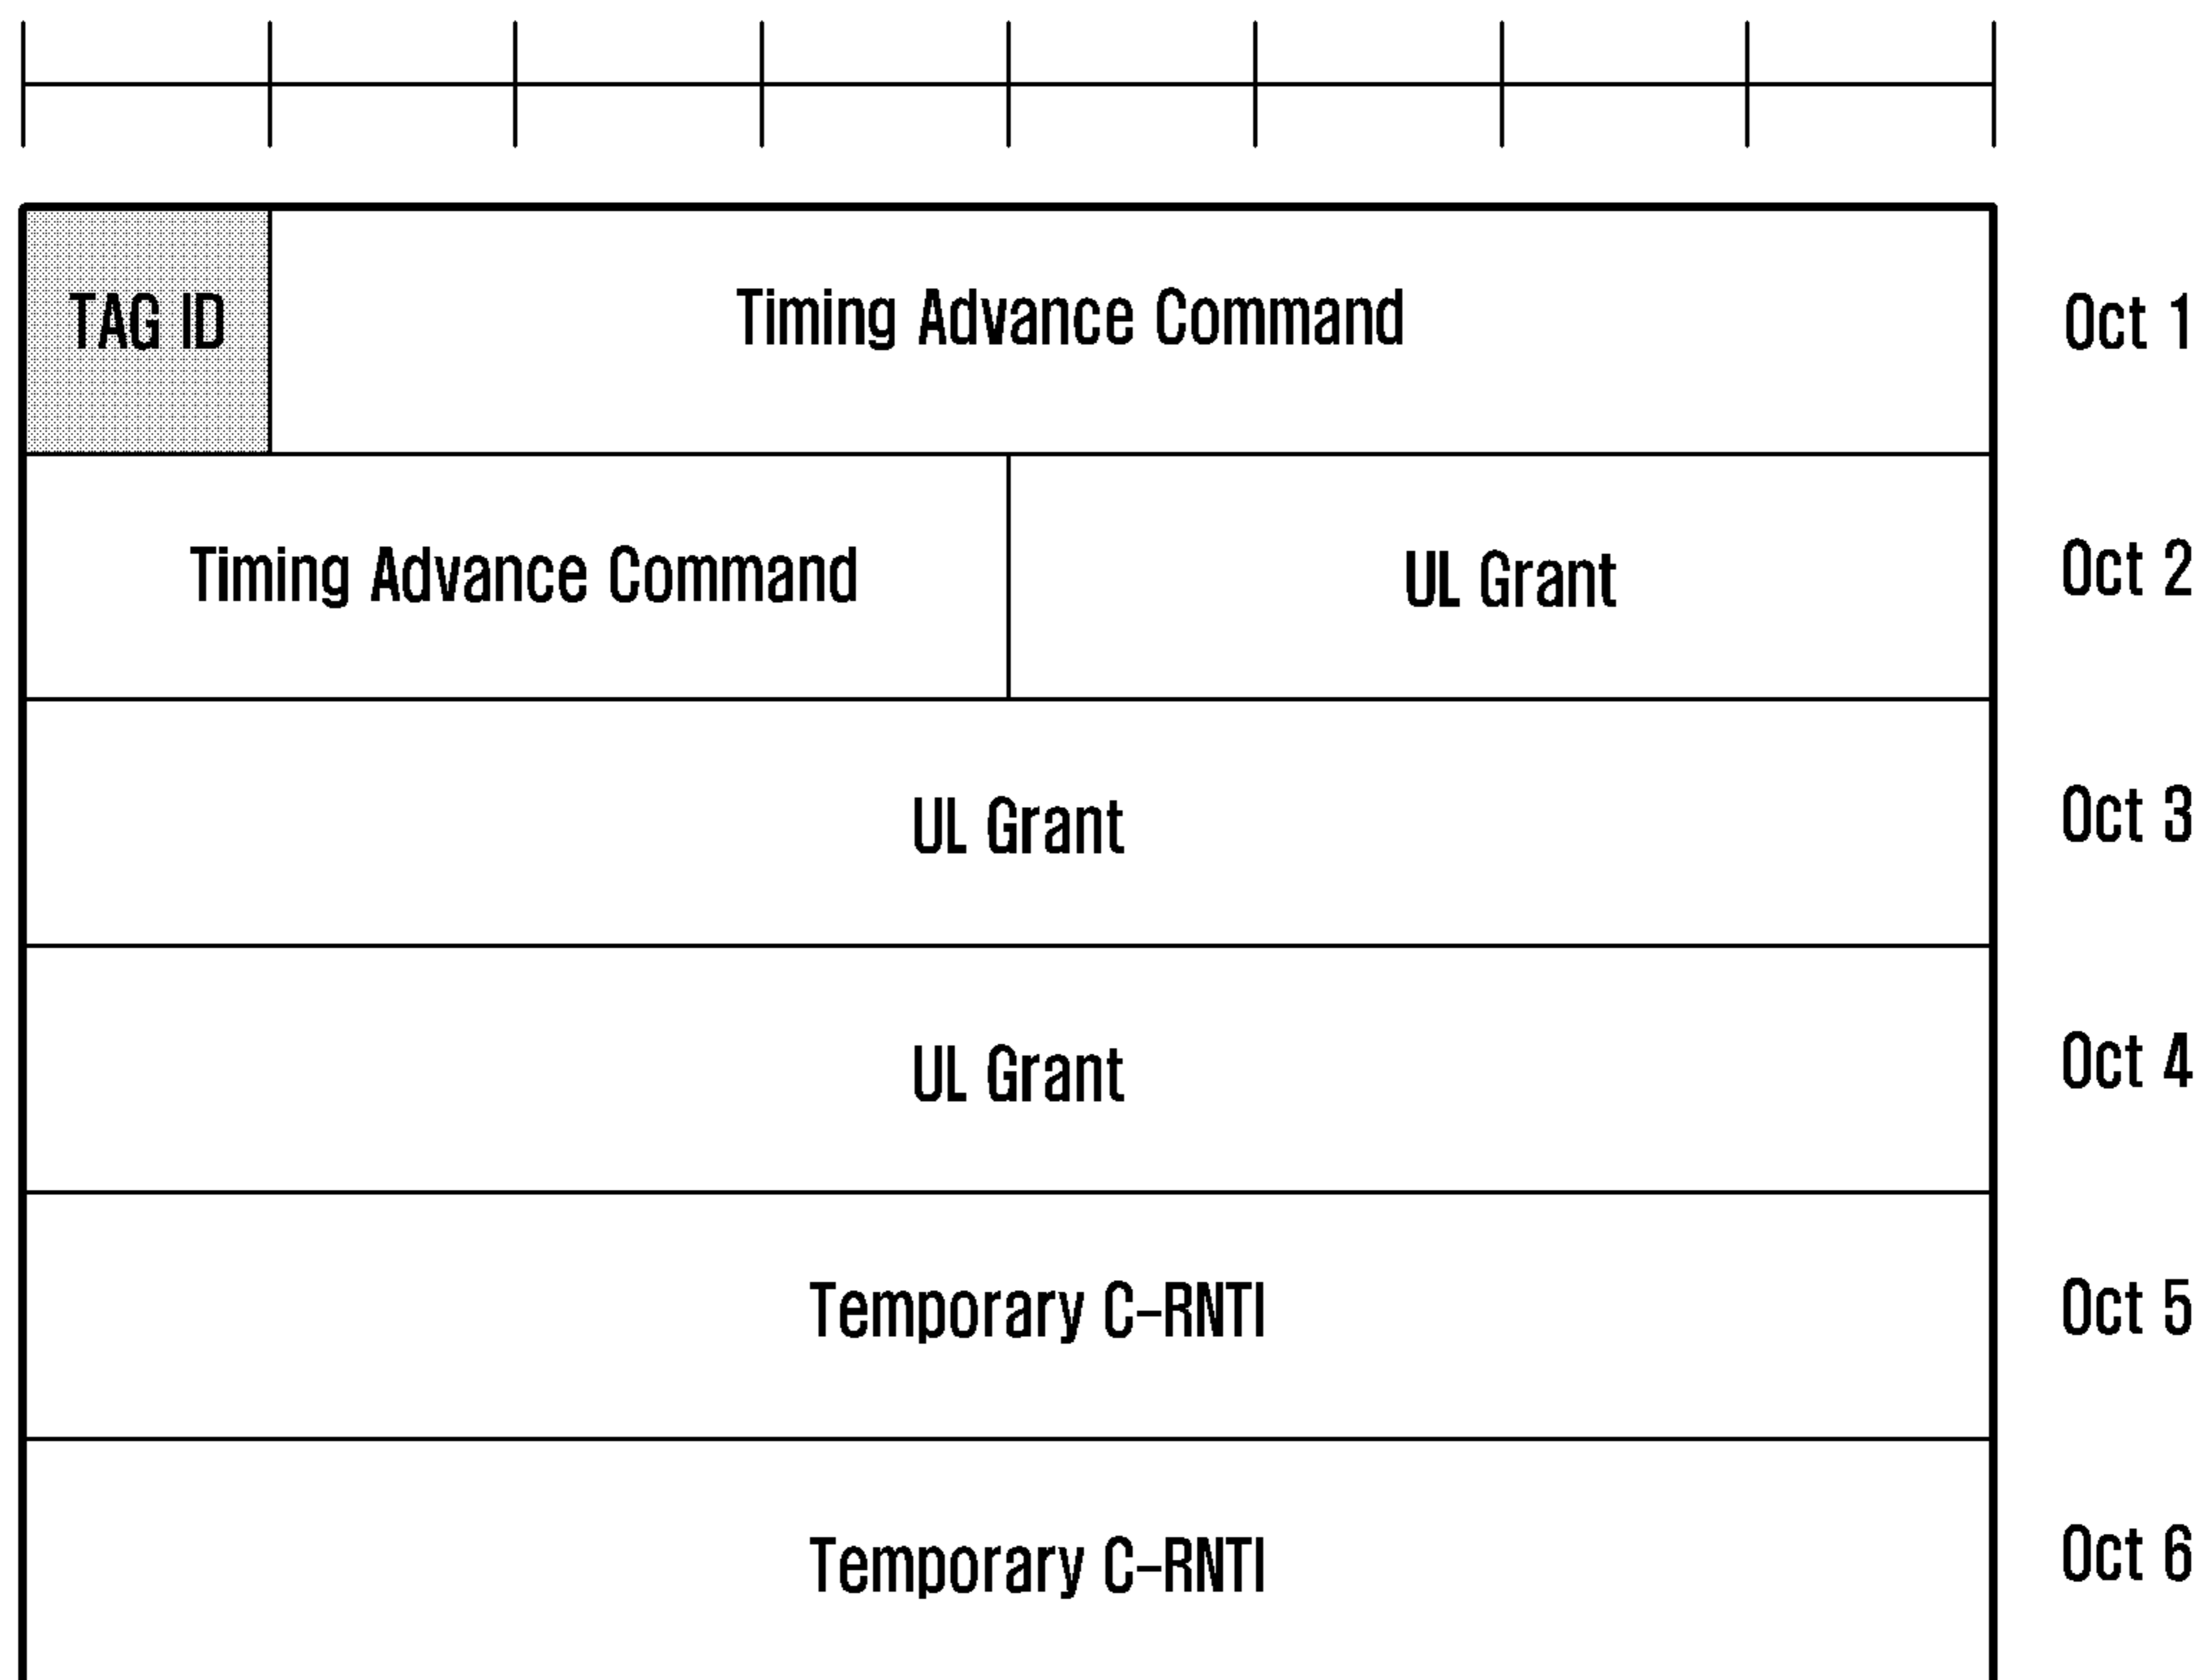 TAG ID Timing Advance Command Oct 1
Timing Advance Command UL Grant Oct 2
UL Grant Oct 3
UL Grant Oct 4
Temporary C-RNTI Oct 5
Temporary C-RNTI Oct 6